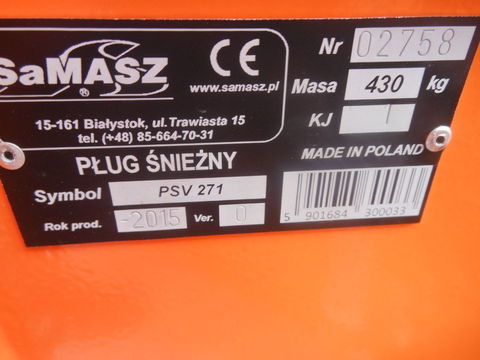 SaMASZ
®
CE
www.samasz.pl
15-161 Białystok, ul. Trawiasta 15
tel. (+48) 85-664-70-31
Nr 02758
Masa 430 kg
KJ 1
PŁUG ŚNIEŻNY
MADE IN POLAND
Symbol PSV 271
Rok prod. -2015 Ver. 0
5 901684 300033